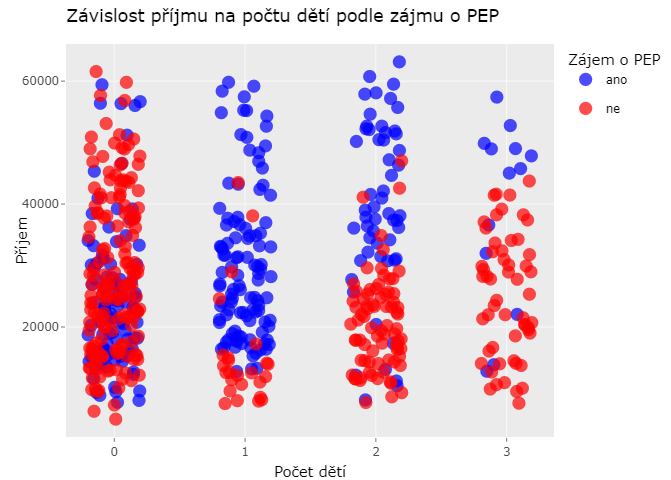 Závislost příjmu na počtu dětí podle zájmu o PEP
Zájem o PEP
ano
ne
60000
40000
20000
Příjem
0
1
2
3
Počet dětí